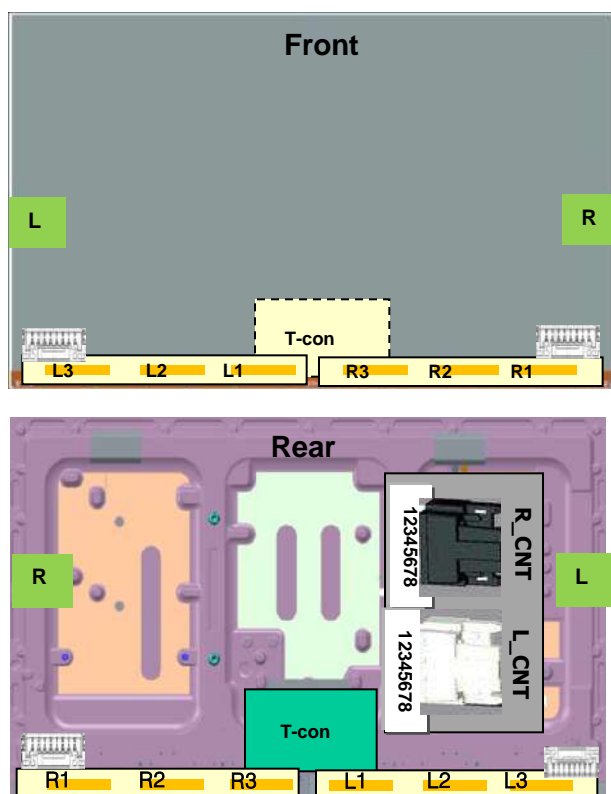 Front
L
R
T-con
L3 L2 L1 R3 R2 R1
Rear
12345678
R_CNT
R
L
12345678
L_CNT
T-con
R1 R2 R3 L1 L2 L3